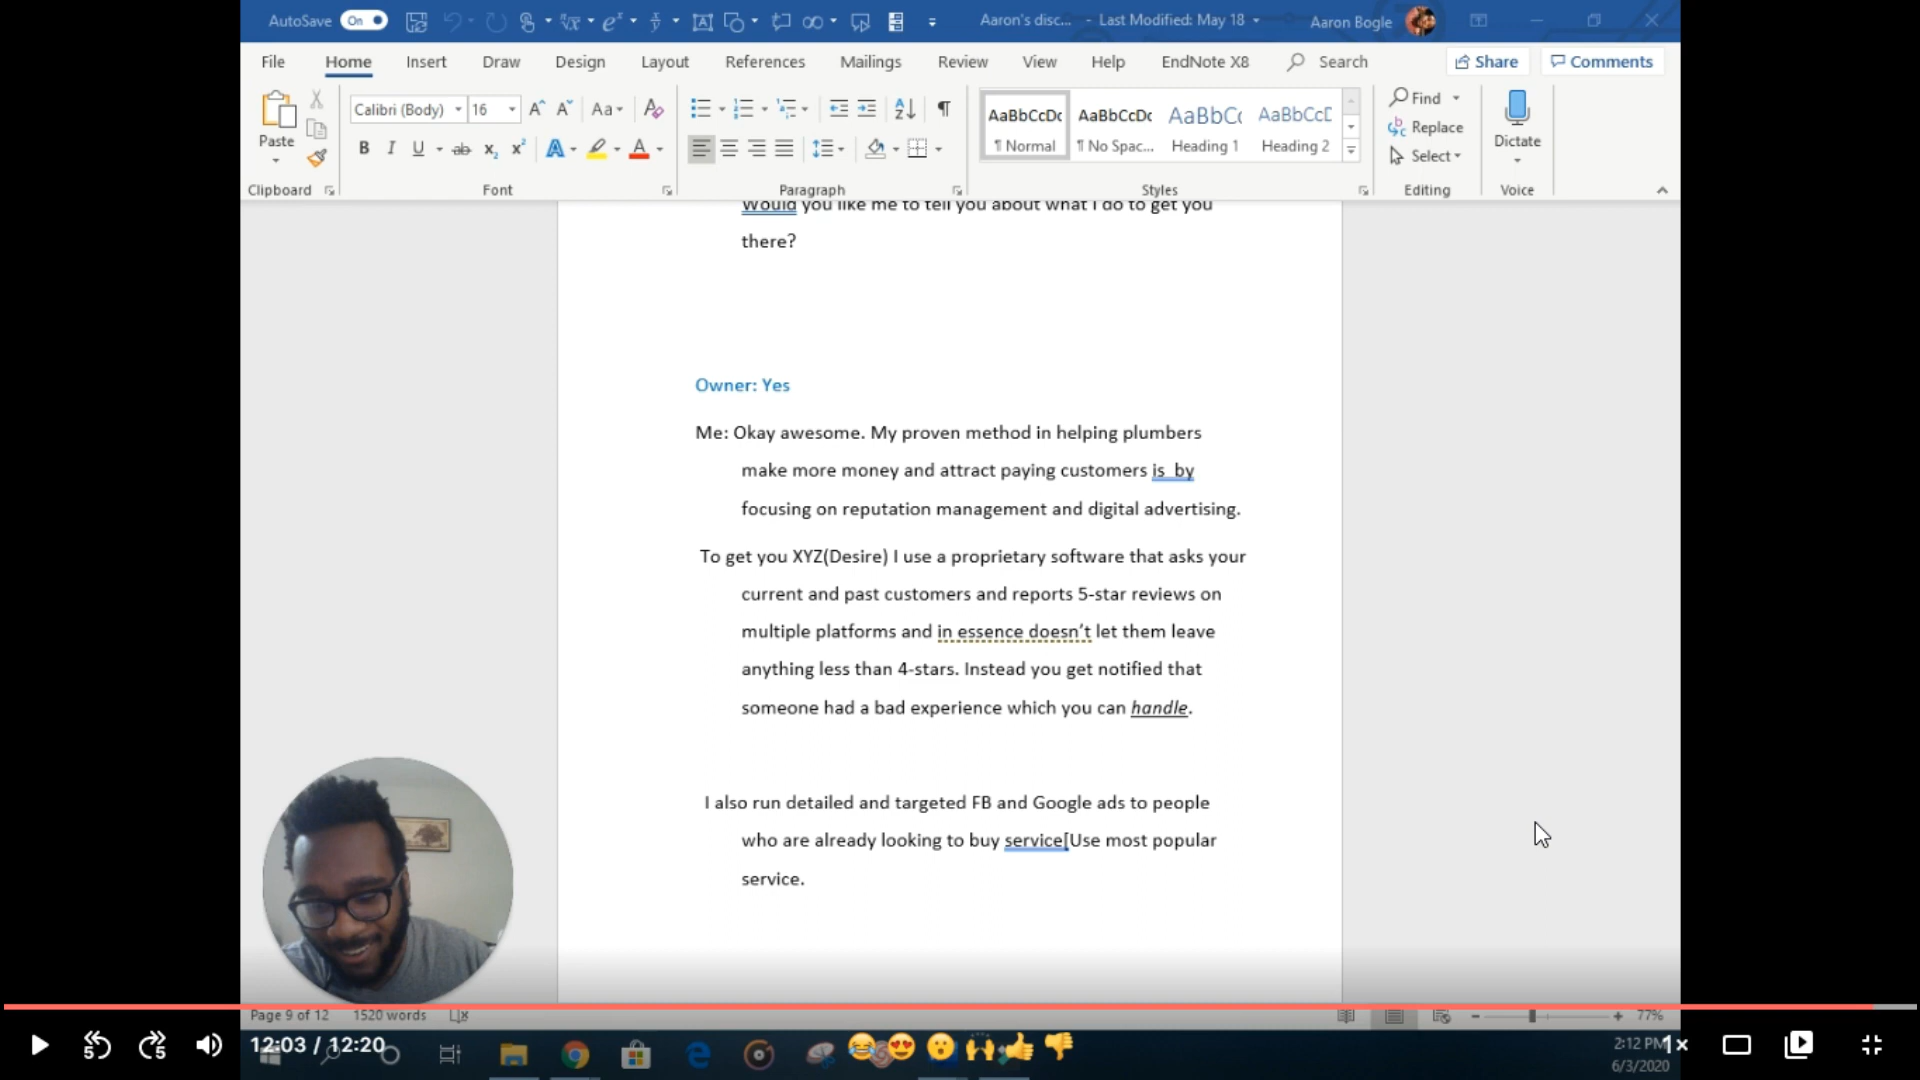 AutoSave On Aaron's disc... - Last Modified: May 18 Aaron Bogle
File Home Insert Draw Design Layout References Mailings Review View Help EndNote X8 Search Share Comments
Paste
Calibri (Body) 16 Aa
B I U ab x₂ x² A A
AaBbCcDc AaBbCcDc AaBbC AaBbCcD
¶ Normal ¶ No Spac... Heading 1 Heading 2
Find
Replace
Select
Dictate
Clipboard Font Paragraph Styles Editing Voice
Would you like me to tell you about what I do to get you
there?
Owner: Yes
Me: Okay awesome. My proven method in helping plumbers
make more money and attract paying customers is by
focusing on reputation management and digital advertising.
To get you XYZ(Desire) I use a proprietary software that asks your
current and past customers and reports 5-star reviews on
multiple platforms and in essence doesn't let them leave
anything less than 4-stars. Instead you get notified that
someone had a bad experience which you can handle.
I also run detailed and targeted FB and Google ads to people
who are already looking to buy service[Use most popular
service.
Page 9 of 12 1520 words 77%
5 5 12:03 / 12:20 2:12 PM 1×
6/3/2020